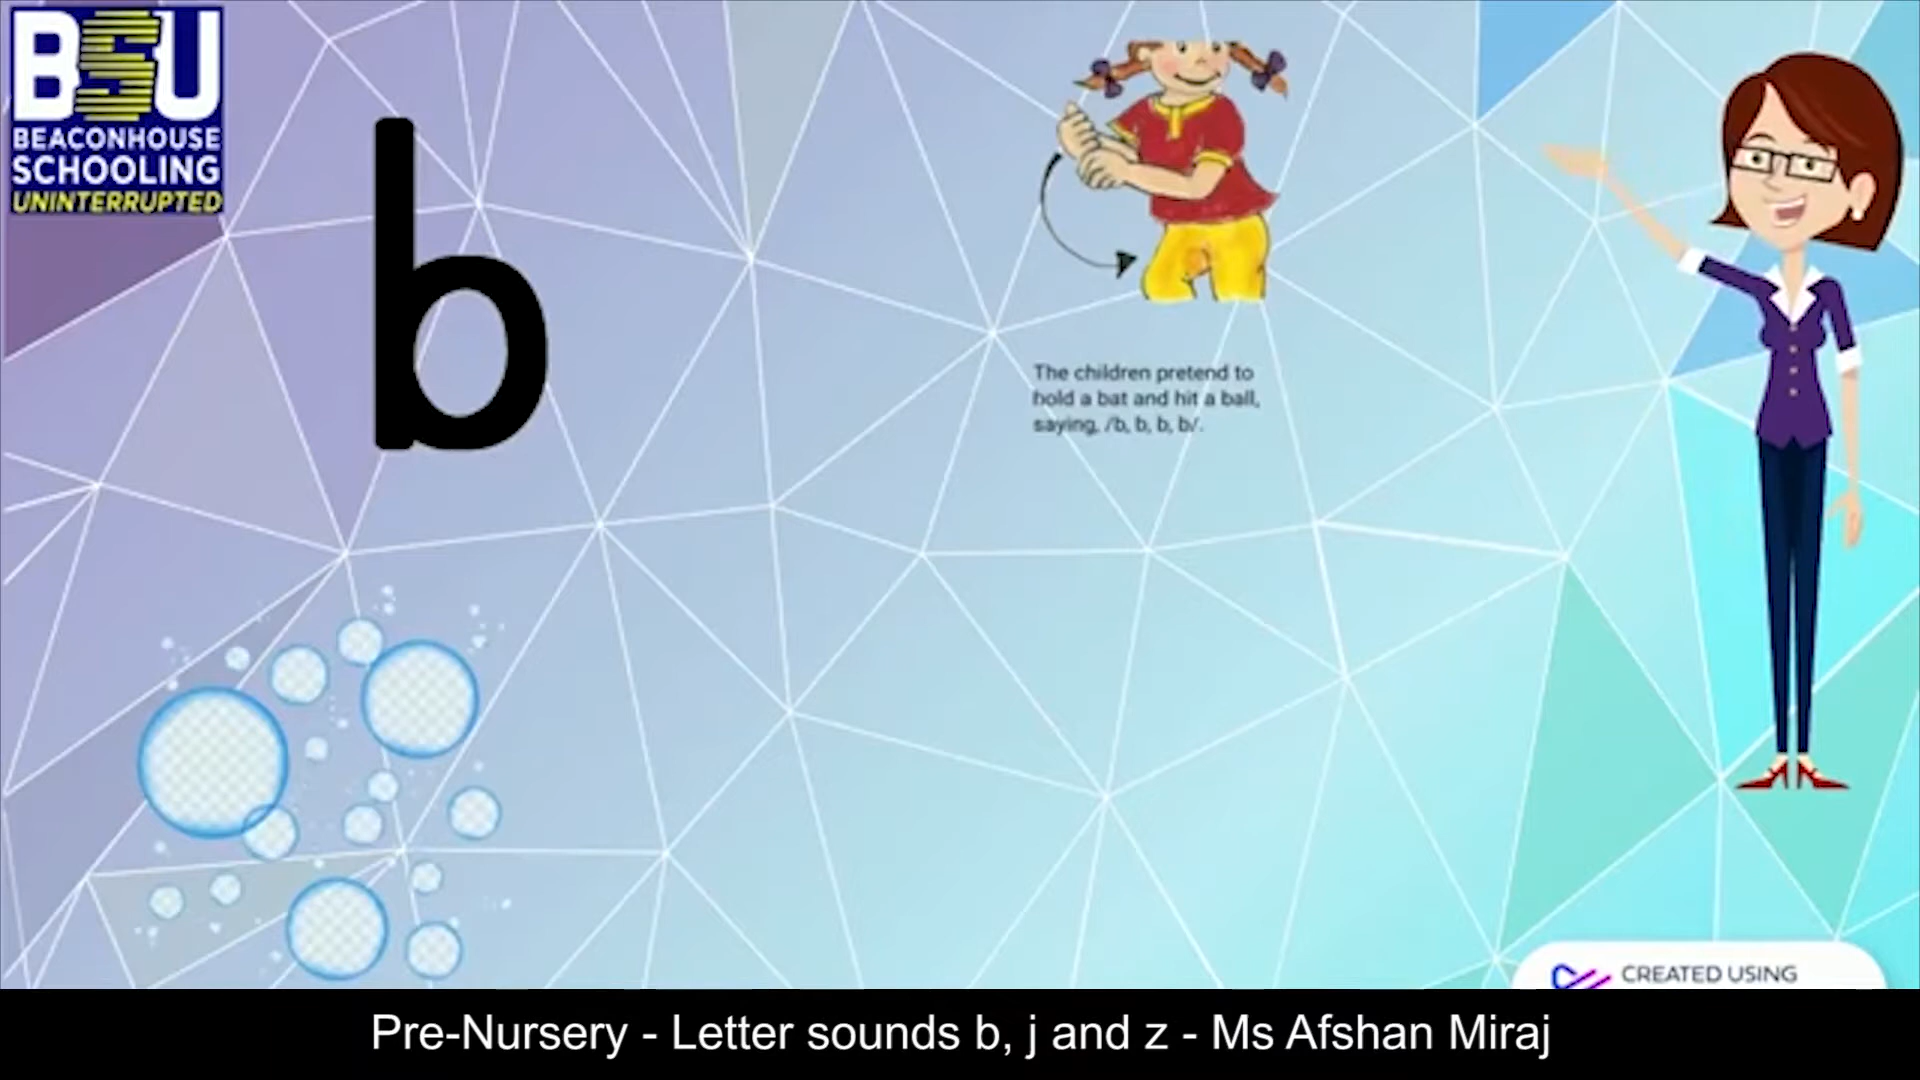 BSU
BEACONHOUSE
SCHOOLING
UNINTERRUPTED
b
The children pretend to
hold a bat and hit a ball,
saying, /b, b, b, b/.
CREATED USING
Pre-Nursery - Letter sounds b, j and z - Ms Afshan Miraj